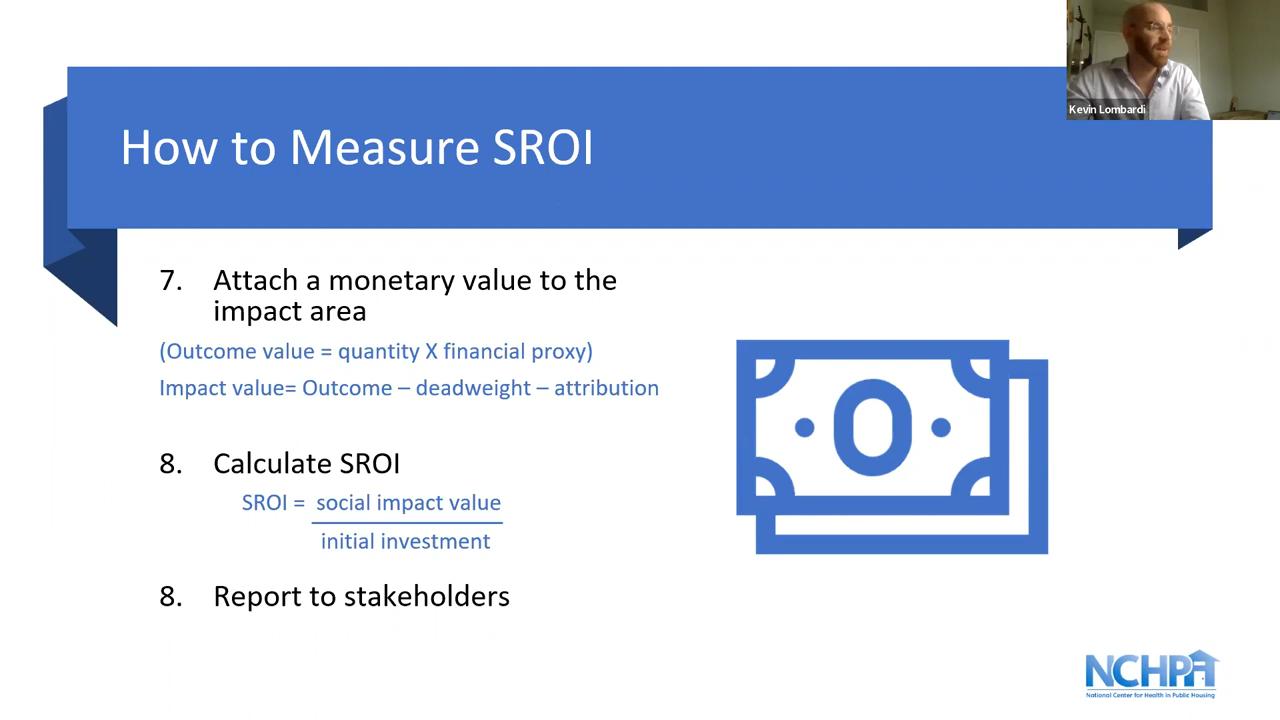 Kevin Lombardi
How to Measure SROI
7. Attach a monetary value to the
impact area
(Outcome value = quantity X financial proxy)
Impact value= Outcome – deadweight – attribution
8. Calculate SROI
SROI = social impact value
initial investment
8. Report to stakeholders
NCHPH
National Center for Health in Public Housing